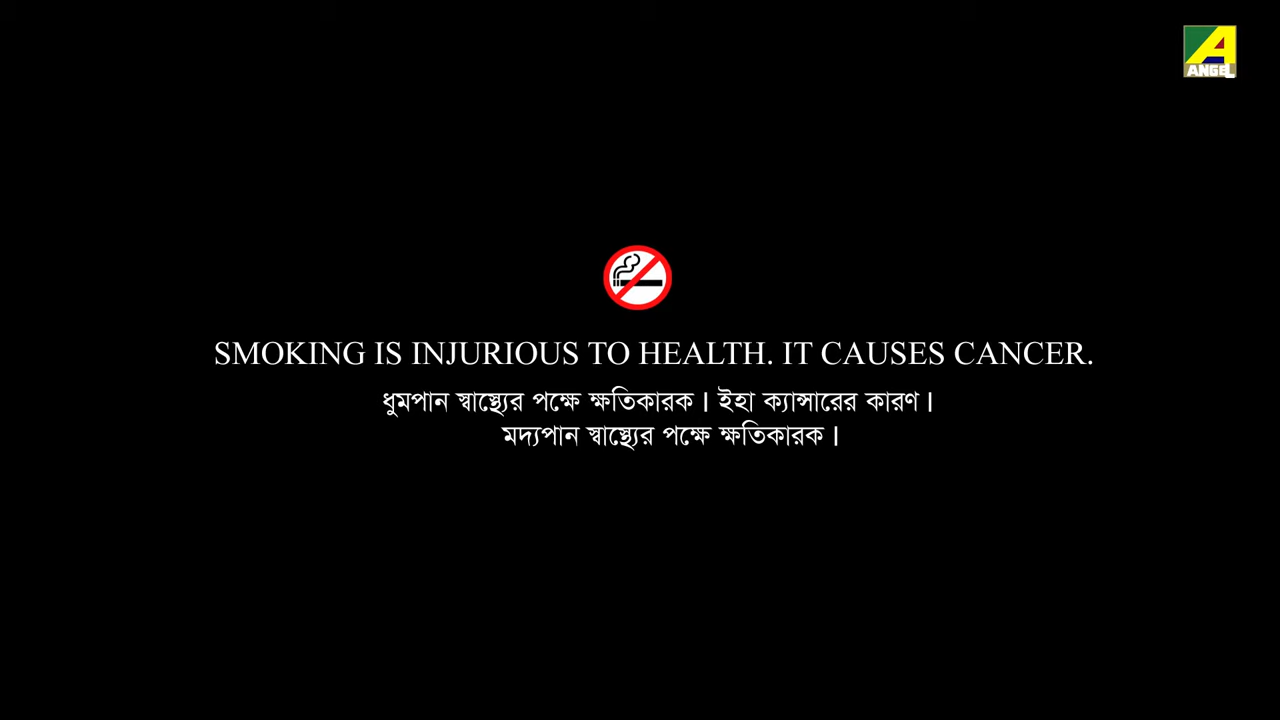 ANGEL
SMOKING IS INJURIOUS TO HEALTH. IT CAUSES CANCER.
ধুমপান স্বাস্থ্যের পক্ষে ক্ষতিকারক । ইহা ক্যান্সারের কারণ ।
মদ্যপান স্বাস্থ্যের পক্ষে ক্ষতিকারক ।